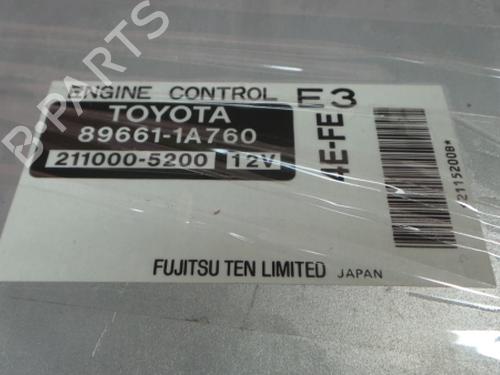 B-PARTS
ENGINE CONTROL E3
TOYOTA
89661-1A760
211000-5200 12V
4E-FE
*2115200B*
FUJITSU TEN LIMITED JAPAN